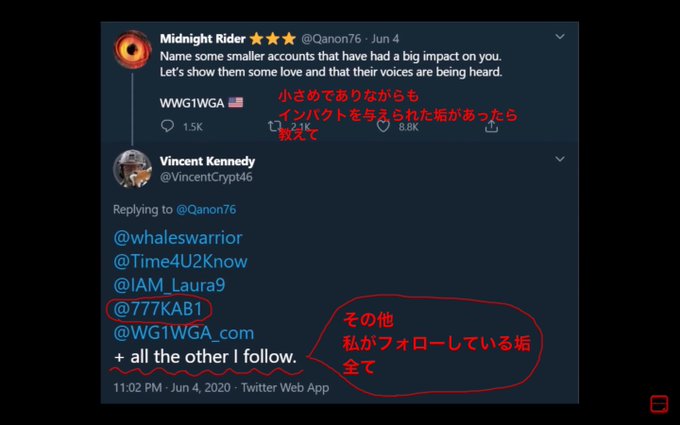 Midnight Rider ⭐⭐⭐ @Qanon76 · Jun 4
Name some smaller accounts that have had a big impact on you.
Let's show them some love and that their voices are being heard.
WWG1WGA 🇺🇸
小さめでありながらも
インパクトを与えられた垢があったら
教えて
1.5K 2.1K 8.8K
Vincent Kennedy
@VincentCrypt46
Replying to @Qanon76
@whaleswarrior
@Time4U2Know
@IAM_Laura9
@777KAB1
@WG1WGA_com
+ all the other I follow.
その他
私がフォローしている垢
全て
11:02 PM · Jun 4, 2020 · Twitter Web App